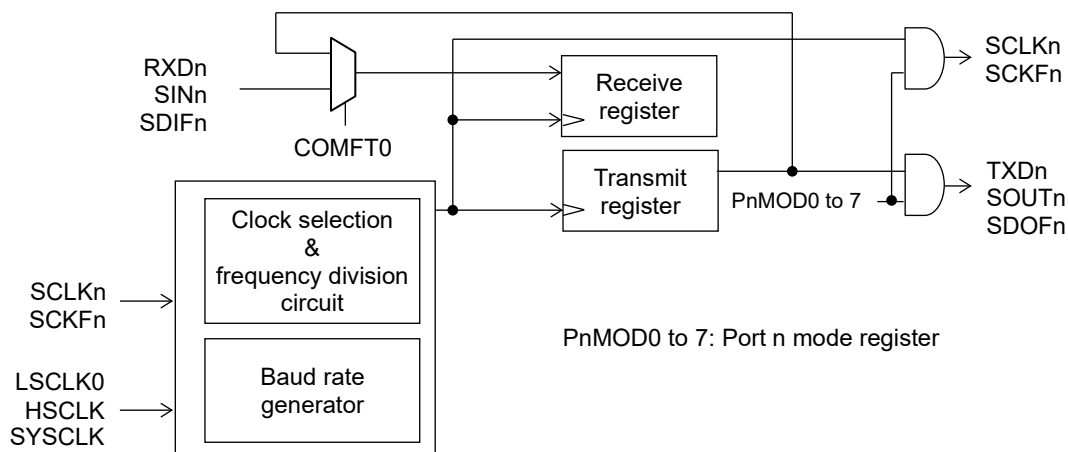 RXDn
SINn
SDIFn
COMFT0
Receive
register
SCLKn
SCKFn
Transmit
register
PnMOD0 to 7
TXDn
SOUTn
SDOFn
Clock selection
&
frequency division
circuit
SCLKn
SCKFn
Baud rate
generator
LSCLK0
HSCLK
SYSCLK
PnMOD0 to 7: Port n mode register